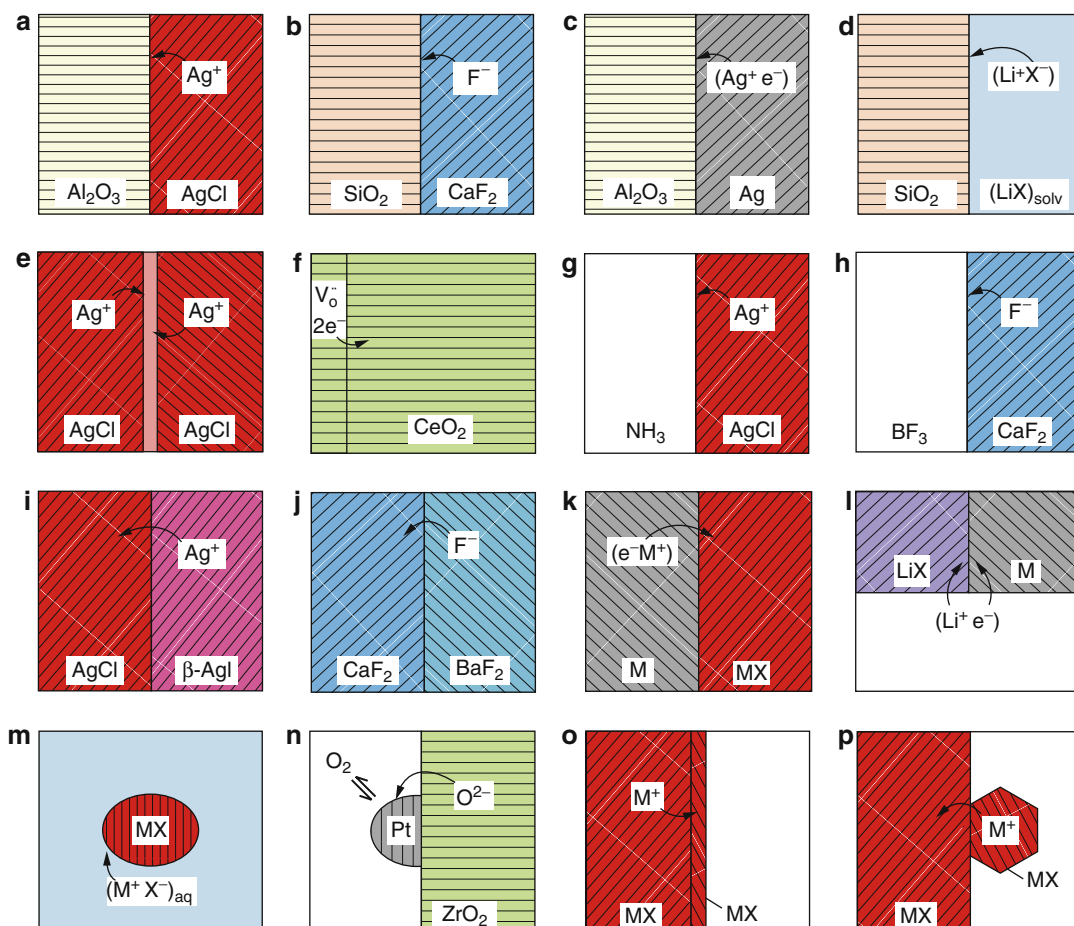 a
Ag⁺
Al₂O₃
AgCl
b
F⁻
SiO₂
CaF₂
c
(Ag⁺ e⁻)
Al₂O₃
Ag
d
(Li⁺X⁻)
SiO₂
(LiX)solv
e
Ag⁺
Ag⁺
AgCl
AgCl
f
V_o^¨
2e⁻
CeO₂
g
Ag⁺
NH₃
AgCl
h
F⁻
BF₃
CaF₂
i
Ag⁺
AgCl
β-AgI
j
F⁻
CaF₂
BaF₂
k
(e⁻M⁺)
M
MX
l
LiX
M
(Li⁺ e⁻)
m
MX
(M⁺ X⁻)aq
n
O₂
O²⁻
Pt
ZrO₂
o
M⁺
MX
MX
p
M⁺
MX
MX